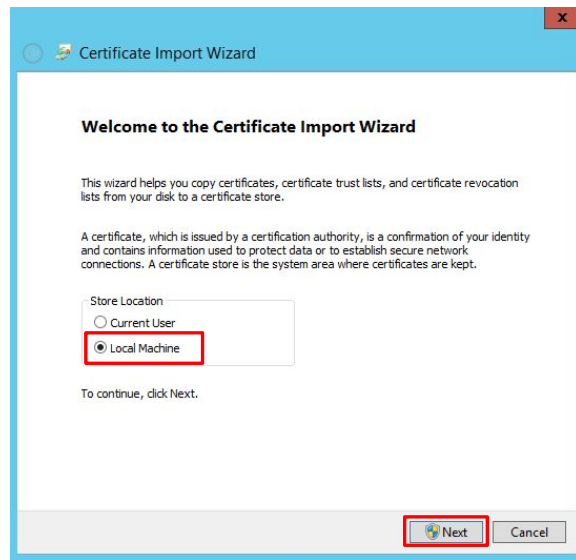 x
Certificate Import Wizard
Welcome to the Certificate Import Wizard
This wizard helps you copy certificates, certificate trust lists, and certificate revocation
lists from your disk to a certificate store.
A certificate, which is issued by a certification authority, is a confirmation of your identity
and contains information used to protect data or to establish secure network
connections. A certificate store is the system area where certificates are kept.
Store Location
Current User
Local Machine
To continue, click Next.
Next Cancel